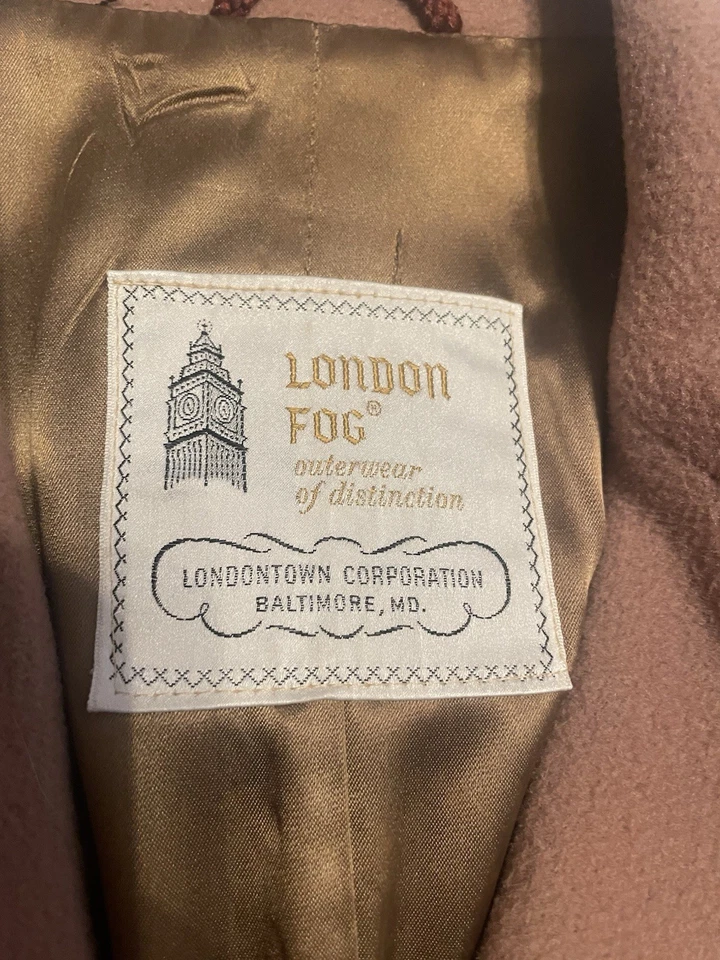 LONDON
FOG®
outerwear
of distinction
LONDONTOWN CORPORATION
BALTIMORE, MD.